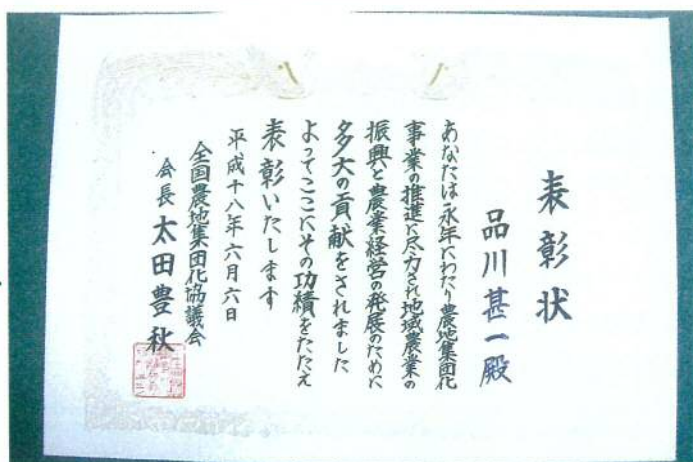 表彰状
品川甚一殿
あなたは永年にわたり農地集団化
事業の推進に尽力され地域農業の
振興と農業経営の発展のために
多大の貢献をされました
よってここにその功績をたたえ
表彰いたします
平成十八年六月六日
全国農地集団化協議会
会長 太田豊秋